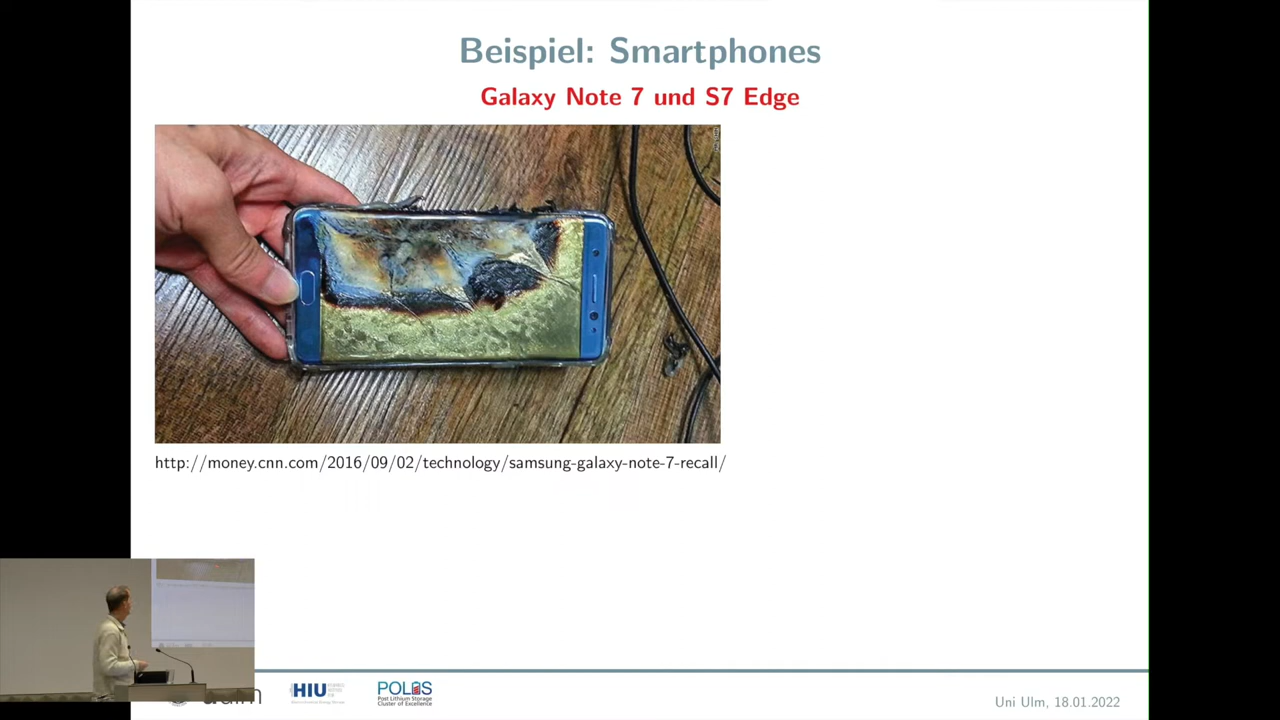 Beispiel: Smartphones
Galaxy Note 7 und S7 Edge
http://money.cnn.com/2016/09/02/technology/samsung-galaxy-note-7-recall/
HIU
POLiS
Post Lithium Storage
Cluster of Excellence
Uni Ulm, 18.01.2022